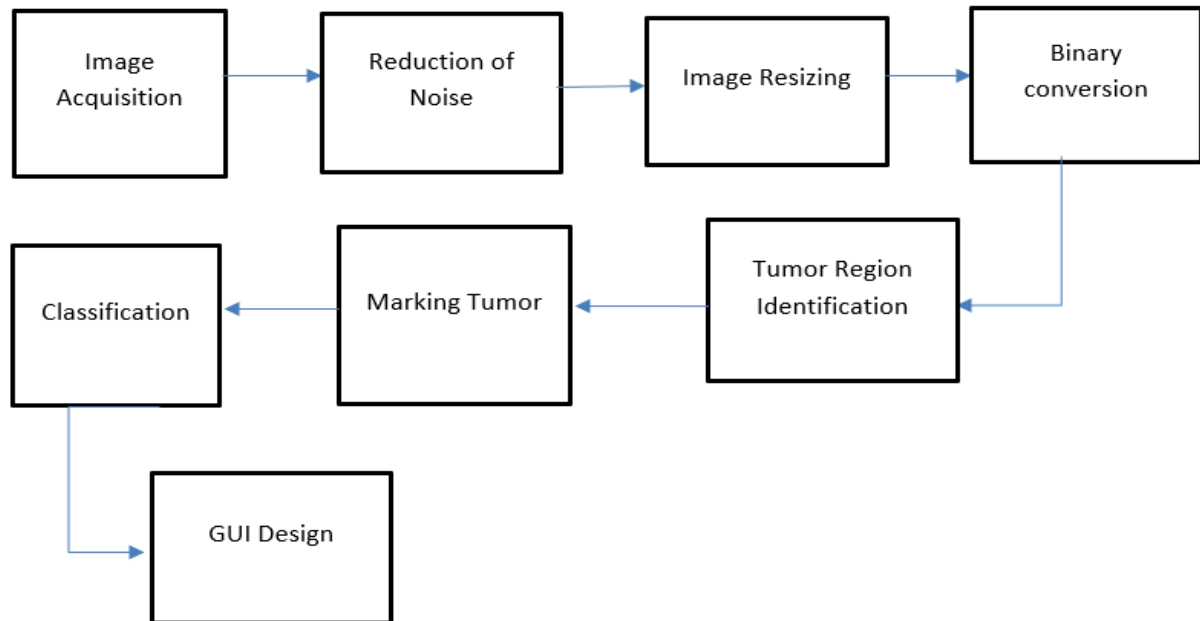 Image
Acquisition
Reduction of
Noise
Image Resizing
Binary
conversion
Tumor Region
Identification
Marking Tumor
Classification
GUI Design